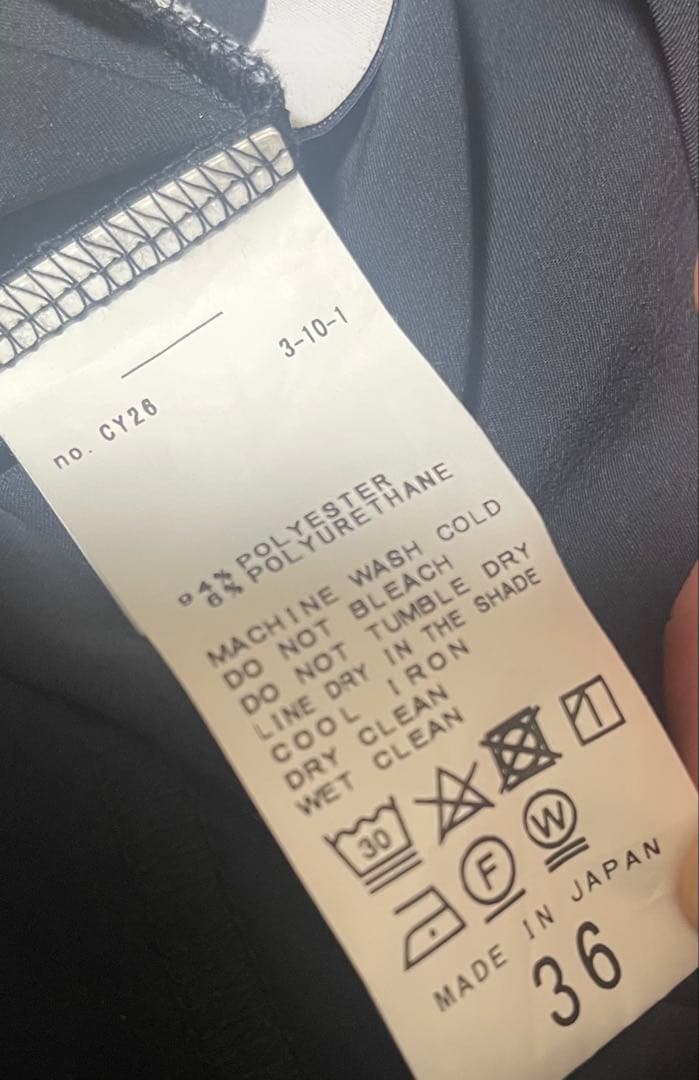 3-10-1
no. CY26
94% POLYESTER
6% POLYURETHANE
MACHINE WASH COLD
DO NOT BLEACH
DO NOT TUMBLE DRY
LINE DRY IN THE SHADE
COOL IRON
DRY CLEAN
WET CLEAN
30
F W
MADE IN JAPAN
36